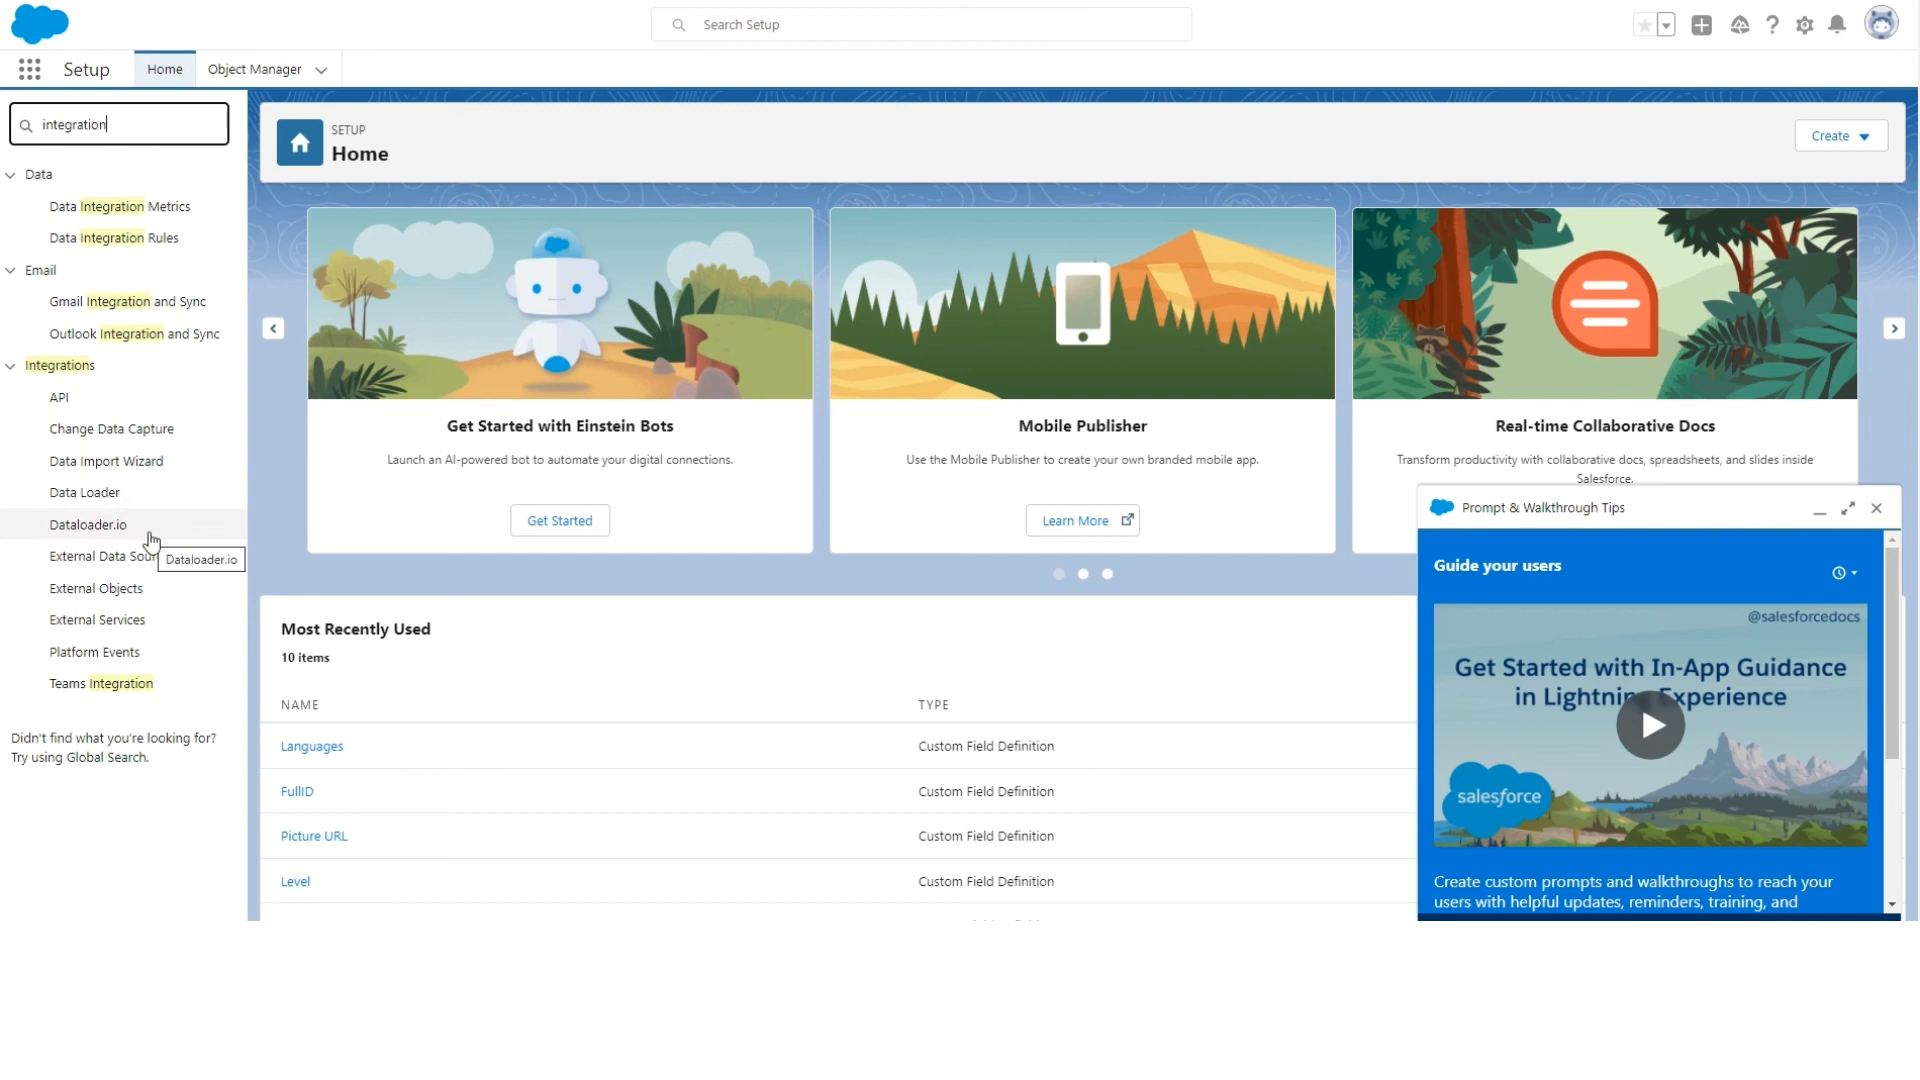 Search Setup
Setup
Home
Object Manager
integration
Data
Data Integration Metrics
Data Integration Rules
Email
Gmail Integration and Sync
Outlook Integration and Sync
Integrations
API
Change Data Capture
Data Import Wizard
Data Loader
Dataloader.io
External Data Sour
Dataloader.io
External Objects
External Services
Platform Events
Teams Integration
Didn't find what you're looking for?
Try using Global Search.
SETUP
Home
Create
Get Started with Einstein Bots
Launch an AI-powered bot to automate your digital connections.
Get Started
Mobile Publisher
Use the Mobile Publisher to create your own branded mobile app.
Learn More
Real-time Collaborative Docs
Transform productivity with collaborative docs, spreadsheets, and slides inside
Salesforce.
Most Recently Used
10 items
NAME
TYPE
Languages
Custom Field Definition
FullID
Custom Field Definition
Picture URL
Custom Field Definition
Level
Custom Field Definition
Prompt & Walkthrough Tips
Guide your users
@salesforcedocs
Get Started with In-App Guidance
in Lightning Experience
salesforce
Create custom prompts and walkthroughs to reach your
users with helpful updates, reminders, training, and